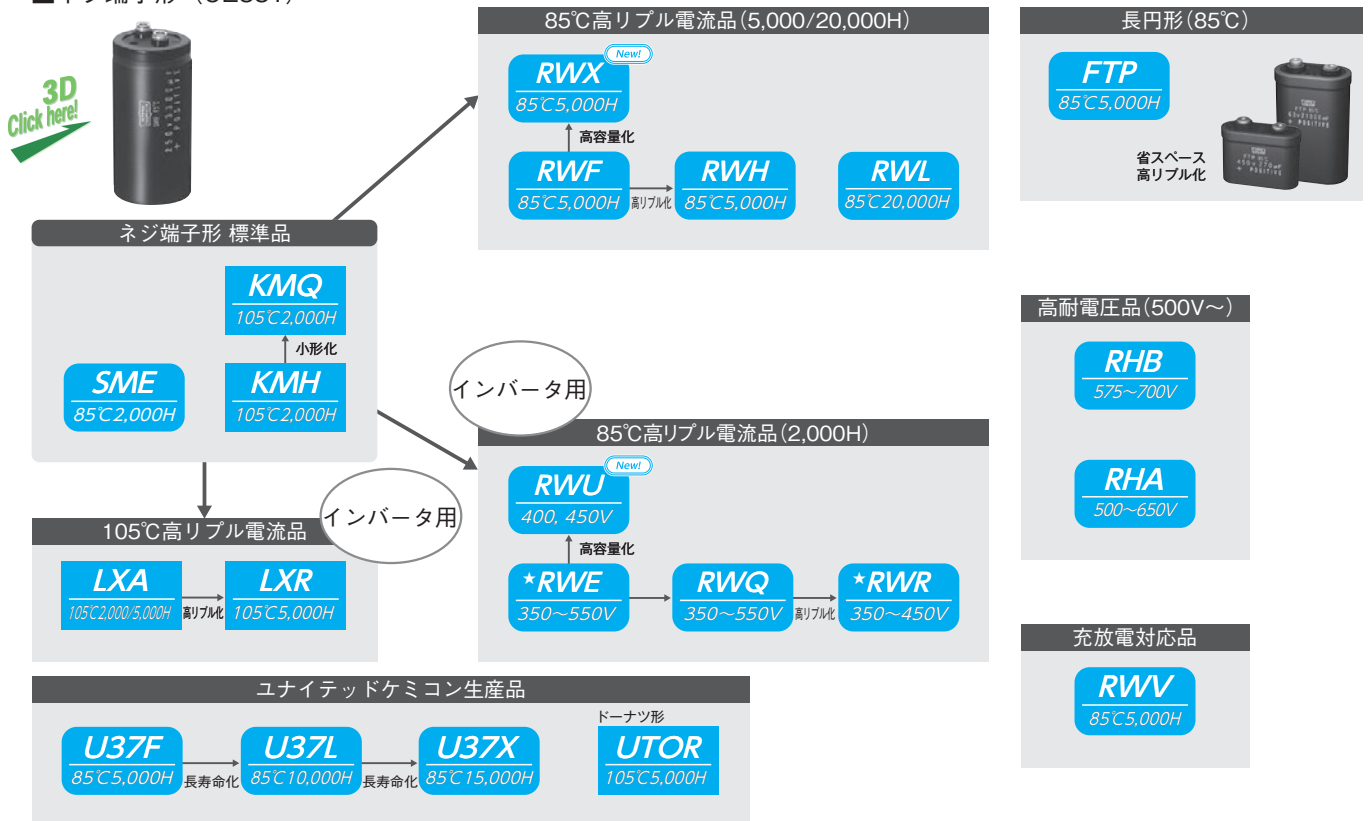 3D
Click here!
85℃高リプル電流品(5,000/20,000H)
New!
RWX
85℃5,000H
高容量化
RWF
85℃5,000H
高リプル化
RWH
85℃5,000H
RWL
85℃20,000H
長円形(85℃)
FTP
85℃5,000H
省スペース
高リプル化
ネジ端子形 標準品
KMQ
105℃2,000H
小形化
SME
85℃2,000H
KMH
105℃2,000H
インバータ用
85℃高リプル電流品(2,000H)
New!
RWU
400, 450V
高容量化
★RWE
350〜550V
RWQ
350〜550V
高リプル化
★RWR
350〜450V
高耐電圧品(500V〜)
RHB
575〜700V
RHA
500〜650V
インバータ用
105℃高リプル電流品
LXA
105℃2,000/5,000H
高リプル化
LXR
105℃5,000H
充放電対応品
RWV
85℃5,000H
ユナイテッドケミコン生産品
U37F
85℃5,000H
長寿命化
U37L
85℃10,000H
長寿命化
U37X
85℃15,000H
ドーナツ形
UTOR
105℃5,000H